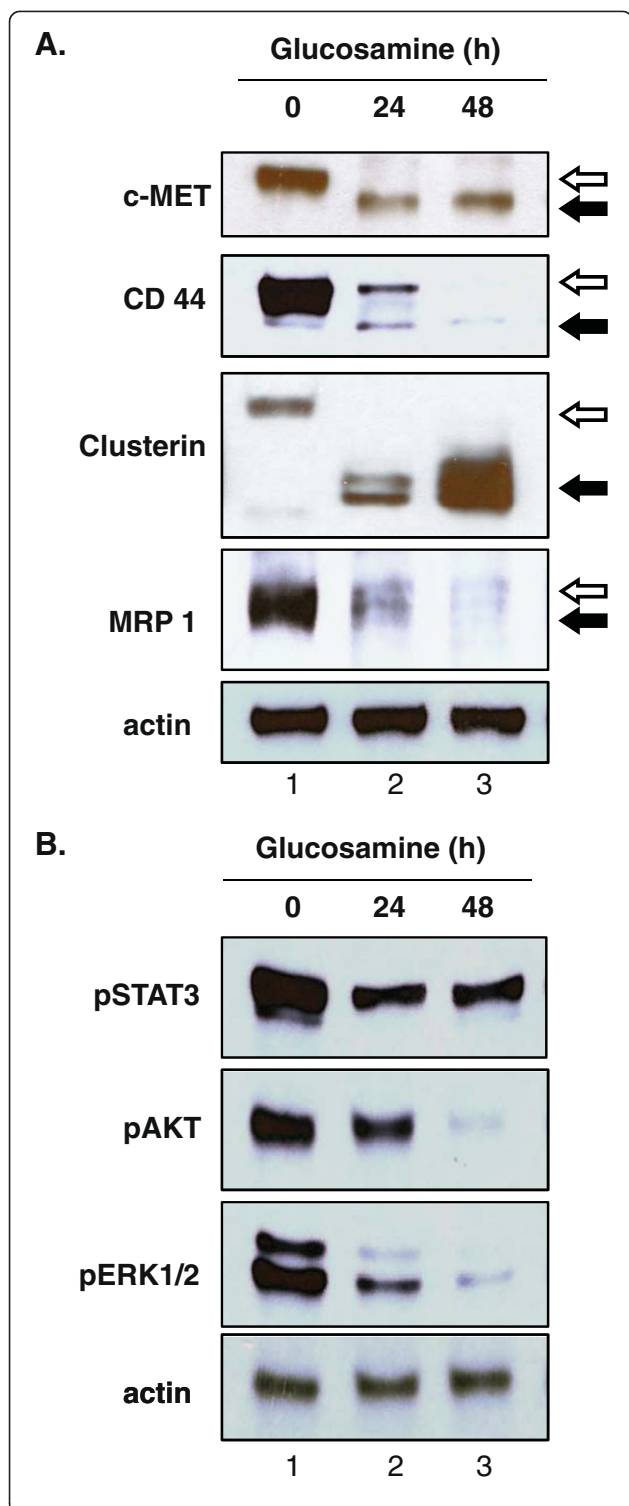 A.
Glucosamine (h)
0 24 48
c-MET
CD 44
Clusterin
MRP 1
actin
1 2 3
B.
Glucosamine (h)
0 24 48
pSTAT3
pAKT
pERK1/2
actin
1 2 3